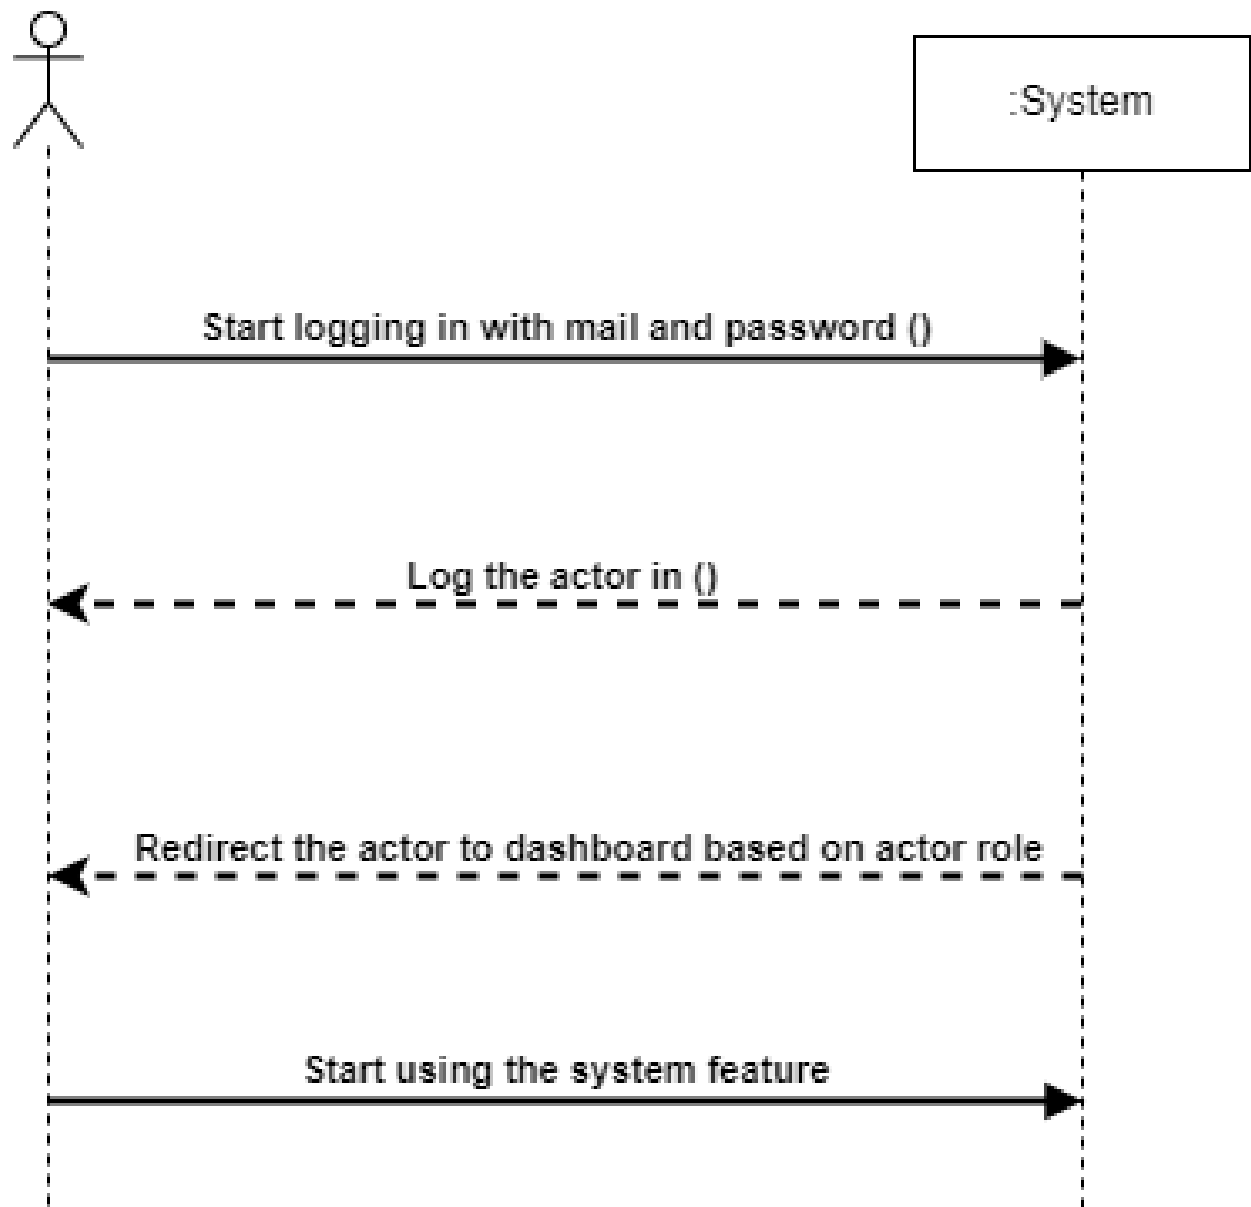 :System
Start logging in with mail and password ()
Log the actor in ()
Redirect the actor to dashboard based on actor role
Start using the system feature